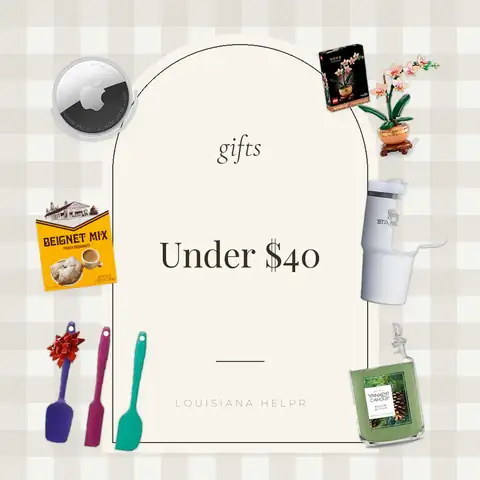 gifts
Under $40
LOUISIANA HELPR
BEIGNET MIX
YANKEE CANDLE